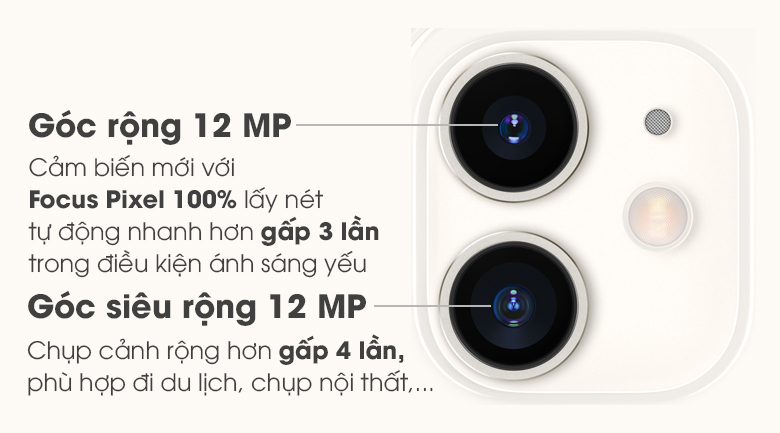 Góc rộng 12 MP
Cảm biến mới với
Focus Pixel 100% lấy nét
tự động nhanh hơn gấp 3 lần
trong điều kiện ánh sáng yếu
Góc siêu rộng 12 MP
Chụp cảnh rộng hơn gấp 4 lần,
phù hợp đi du lịch, chụp nội thất,...